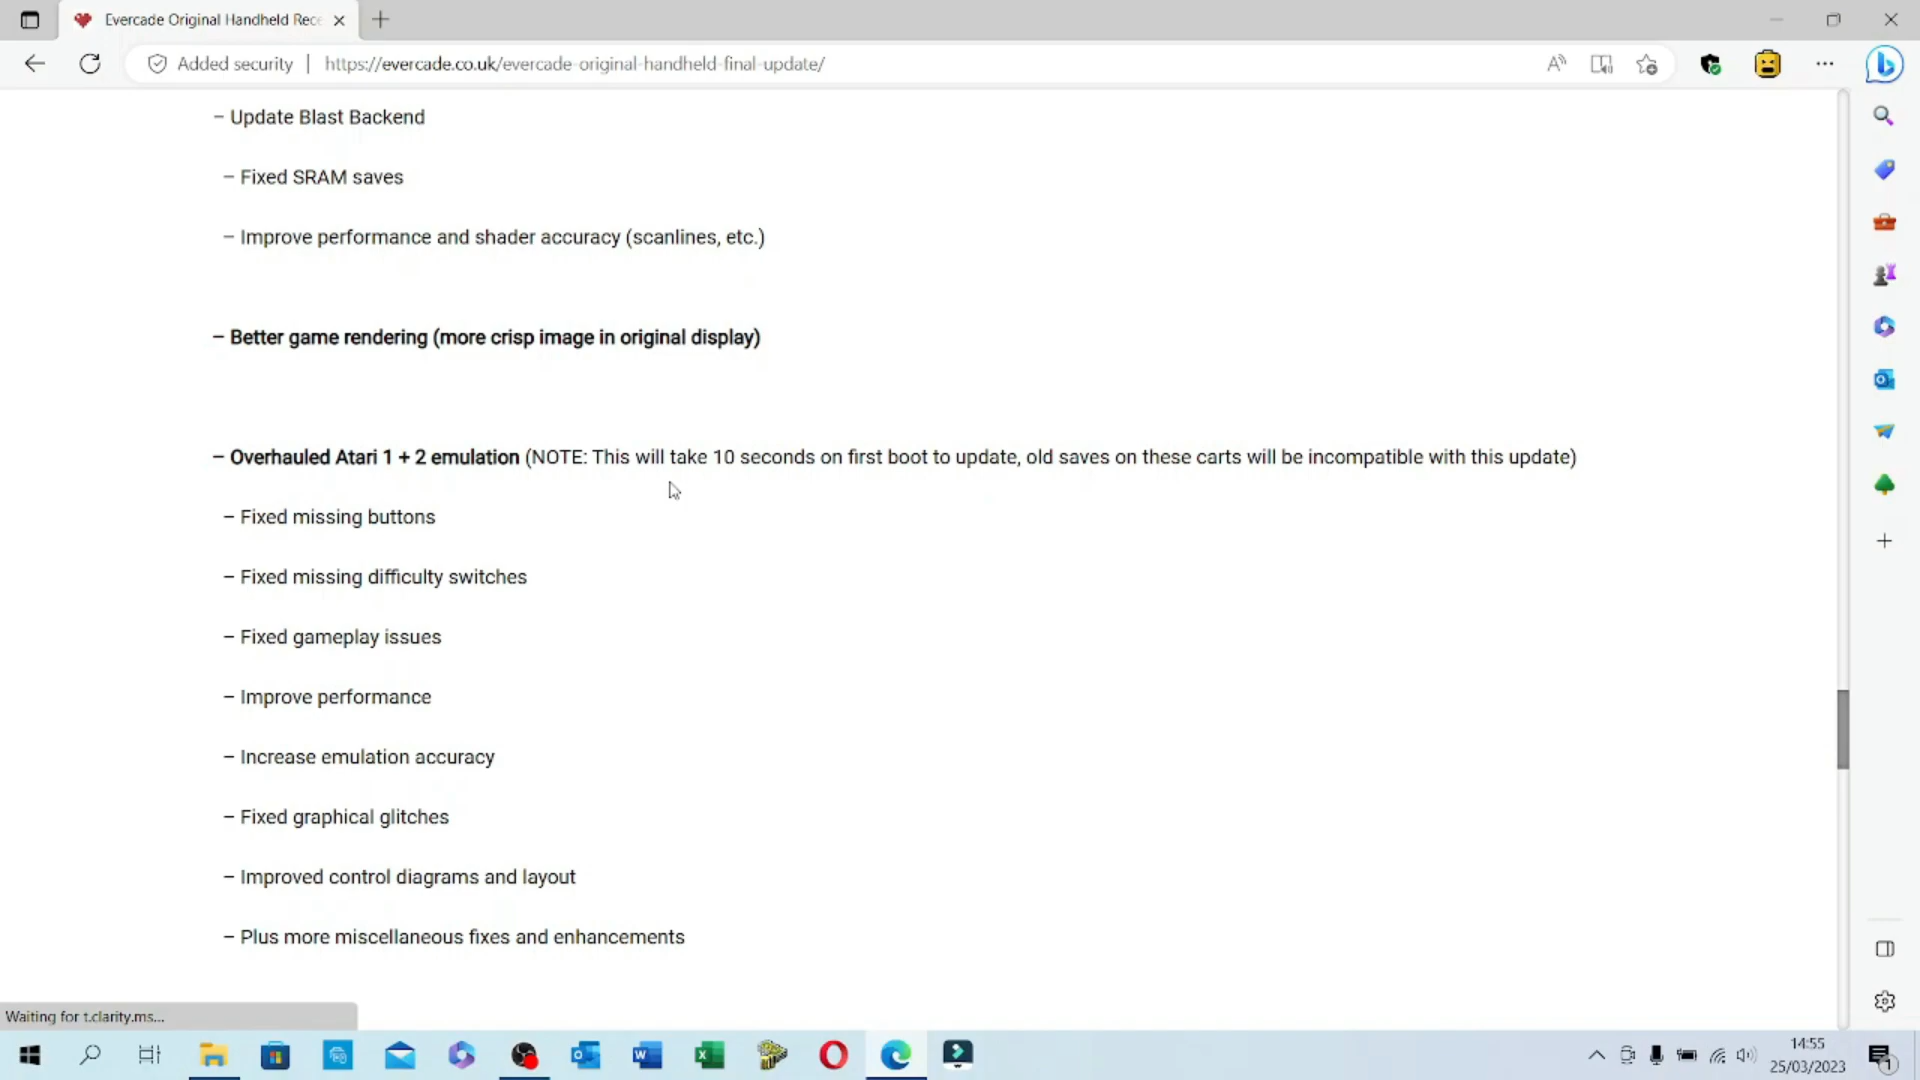 Evercade Original Handheld Rece
Added security
https://evercade.co.uk/evercade-original-handheld-final-update/
– Update Blast Backend
– Fixed SRAM saves
– Improve performance and shader accuracy (scanlines, etc.)
– Better game rendering (more crisp image in original display)
– Overhauled Atari 1 + 2 emulation (NOTE: This will take 10 seconds on first boot to update, old saves on these carts will be incompatible with this update)
– Fixed missing buttons
– Fixed missing difficulty switches
– Fixed gameplay issues
– Improve performance
– Increase emulation accuracy
– Fixed graphical glitches
– Improved control diagrams and layout
– Plus more miscellaneous fixes and enhancements
Waiting for t.clarity.ms...
14:55
25/03/2023
1